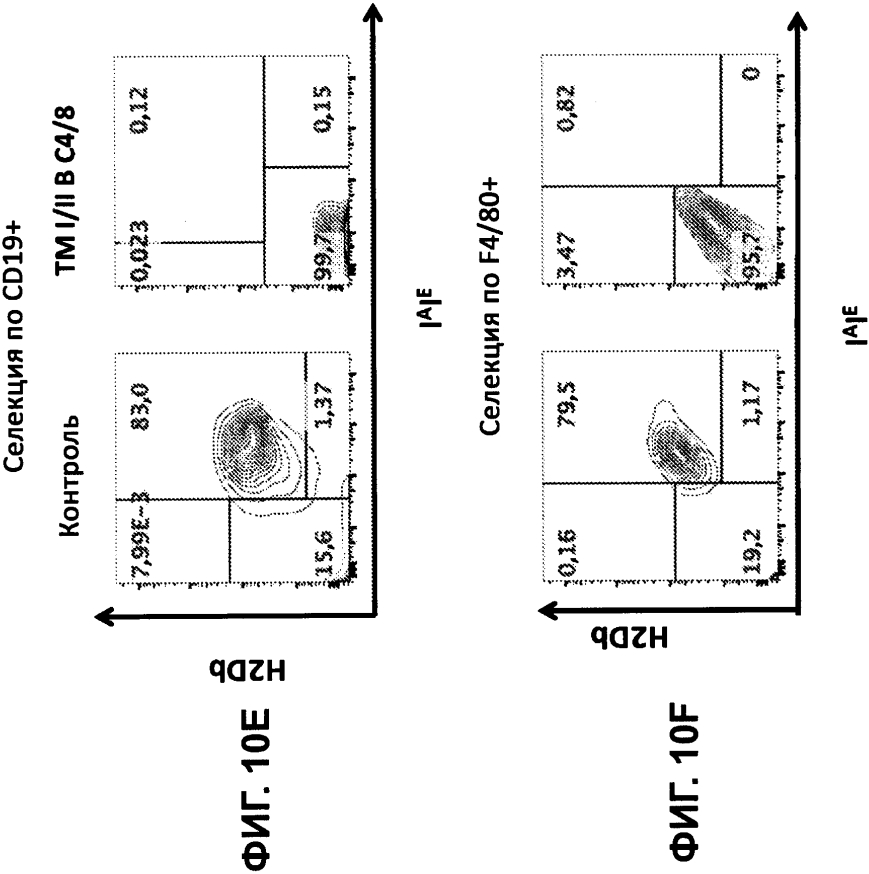 Селекция по CD19+
Контроль
TM I/II B C4/8
7,99E-3
83,0
15,6
1,37
0,023
0,12
99,7
0,15
H2Db
IAIE
ФИГ. 10E
Селекция по F4/80+
0,16
79,5
19,2
1,17
3,47
0,82
95,7
0
H2Db
IAIE
ФИГ. 10F